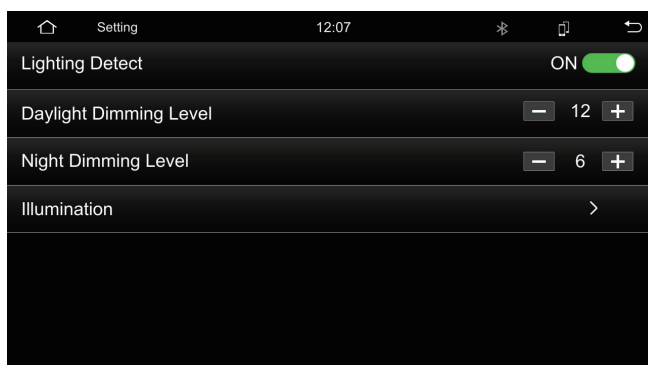 Setting 12:07
Lighting Detect ON
Daylight Dimming Level 12
Night Dimming Level 6
Illumination